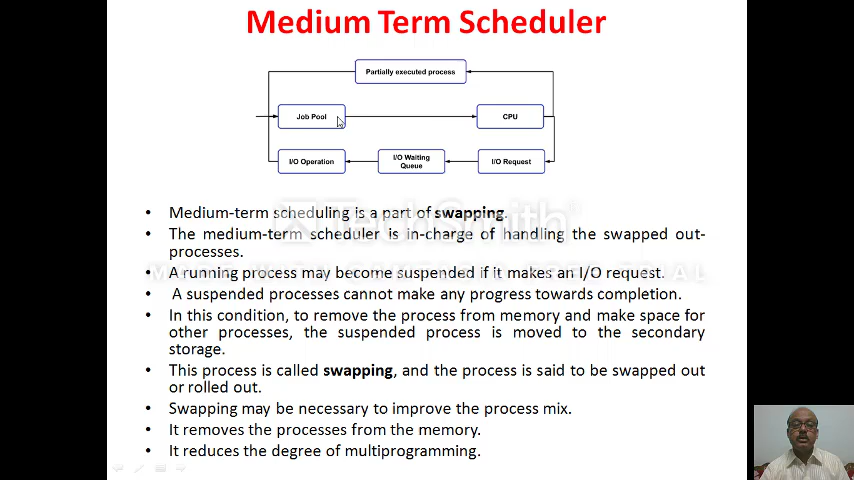 Medium Term Scheduler
Partially executed process
Job Pool
CPU
I/O Operation
I/O Waiting
Queue
I/O Request
• Medium-term scheduling is a part of swapping.
• The medium-term scheduler is in-charge of handling the swapped out-
processes.
• A running process may become suspended if it makes an I/O request.
• A suspended processes cannot make any progress towards completion.
• In this condition, to remove the process from memory and make space for
other processes, the suspended process is moved to the secondary
storage.
• This process is called swapping, and the process is said to be swapped out
or rolled out.
• Swapping may be necessary to improve the process mix.
• It removes the processes from the memory.
• It reduces the degree of multiprogramming.
TechSmith